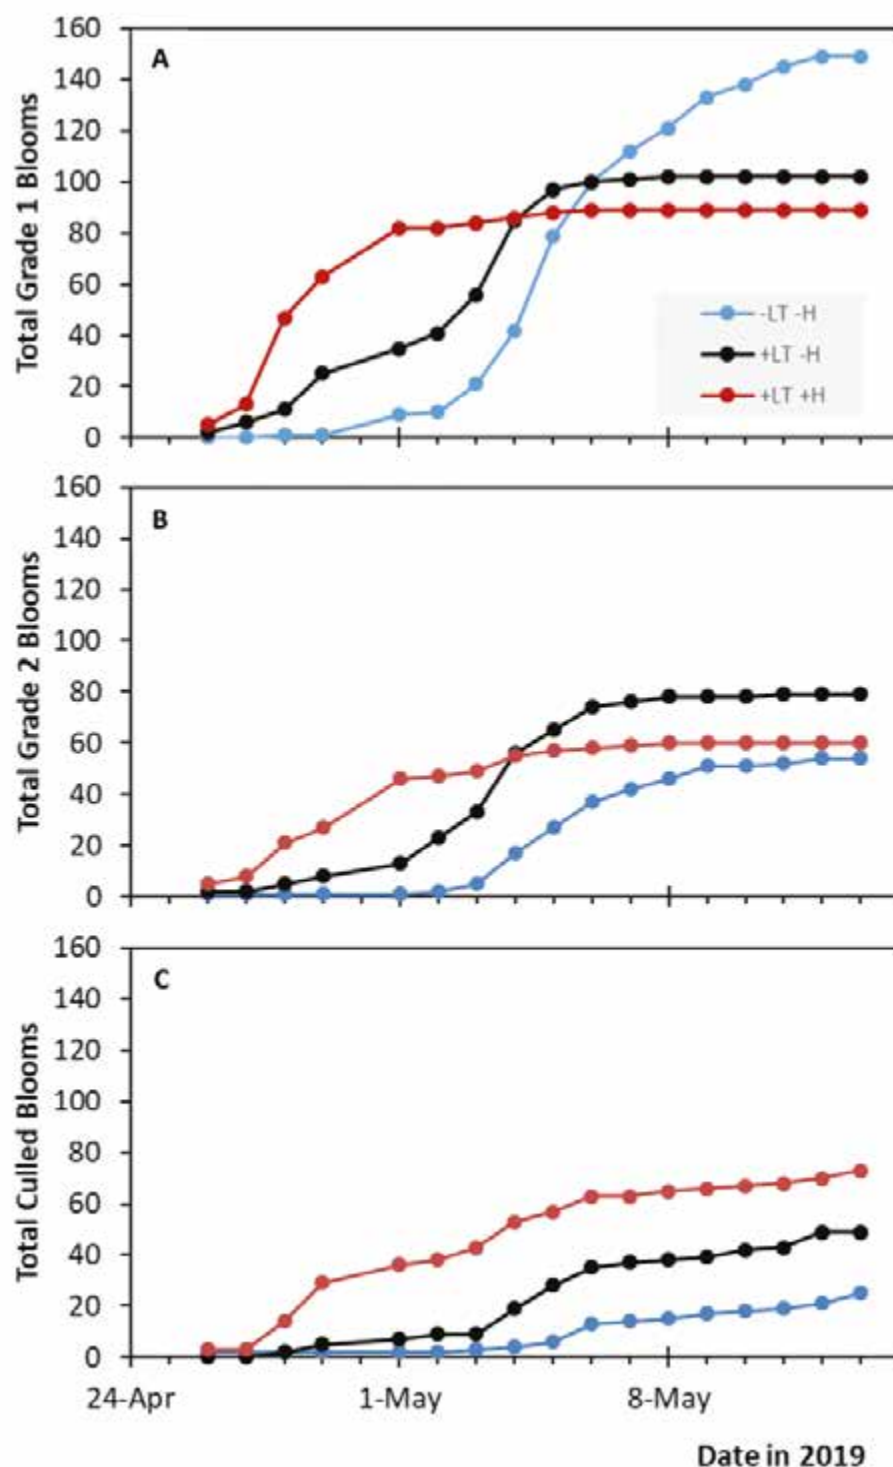 160
A
140
120
100
80
60
40
20
0
Total Grade 1 Blooms
-LT -H
+LT -H
+LT +H
160
B
140
120
100
80
60
40
20
0
Total Grade 2 Blooms
160
C
140
120
100
80
60
40
20
0
Total Culled Blooms
24-Apr 1-May 8-May
Date in 2019